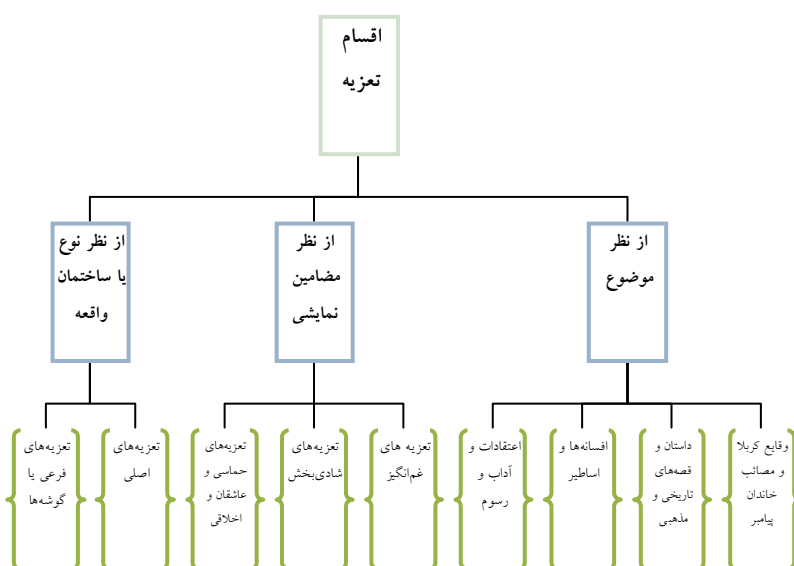 اقسام
تعزیه
از نظر
موضوع
از نظر
مضامین
نمایشی
از نظر نوع
یا ساختمان
واقعه
وقایع کربلا
و مصائب
خاندان
پیامبر
داستان و
قصه‌های
تاریخی و
مذهبی
افسانه‌ها و
اساطیر
اعتقادات و
آداب و
رسوم
تعزیه های
غم‌انگیز
تعزیه‌های
شادی‌بخش
تعزیه‌های
حماسی و
عاشقان و
اخلاقی
تعزیه‌های
اصلی
تعزیه‌های
فرعی یا
گوشه‌ها